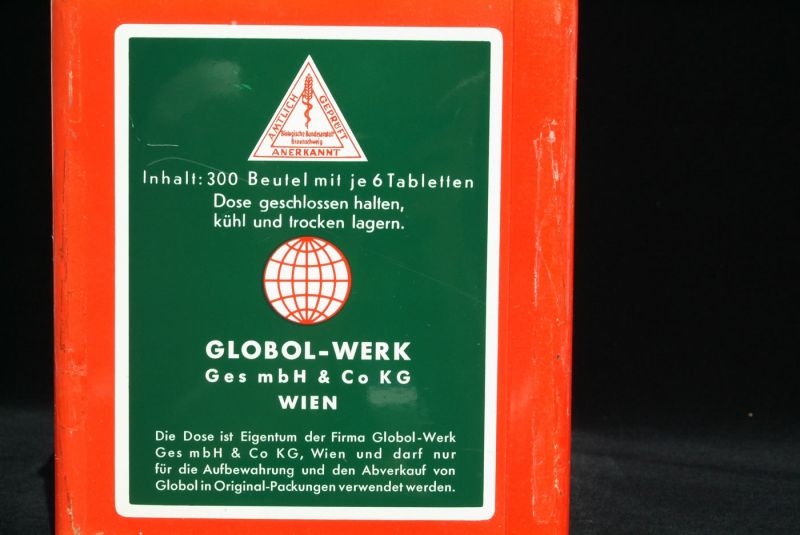 AMTLICH GEPRÜFT
Biologische Bundesanstalt
Braunschweig
ANERKANNT
Inhalt: 300 Beutel mit je 6 Tabletten
Dose geschlossen halten,
kühl und trocken lagern.
GLOBOL-WERK
Ges mbH & Co KG
WIEN
Die Dose ist Eigentum der Firma Globol-Werk
Ges mbH & Co KG, Wien und darf nur
für die Aufbewahrung und den Abverkauf von
Globol in Original-Packungen verwendet werden.